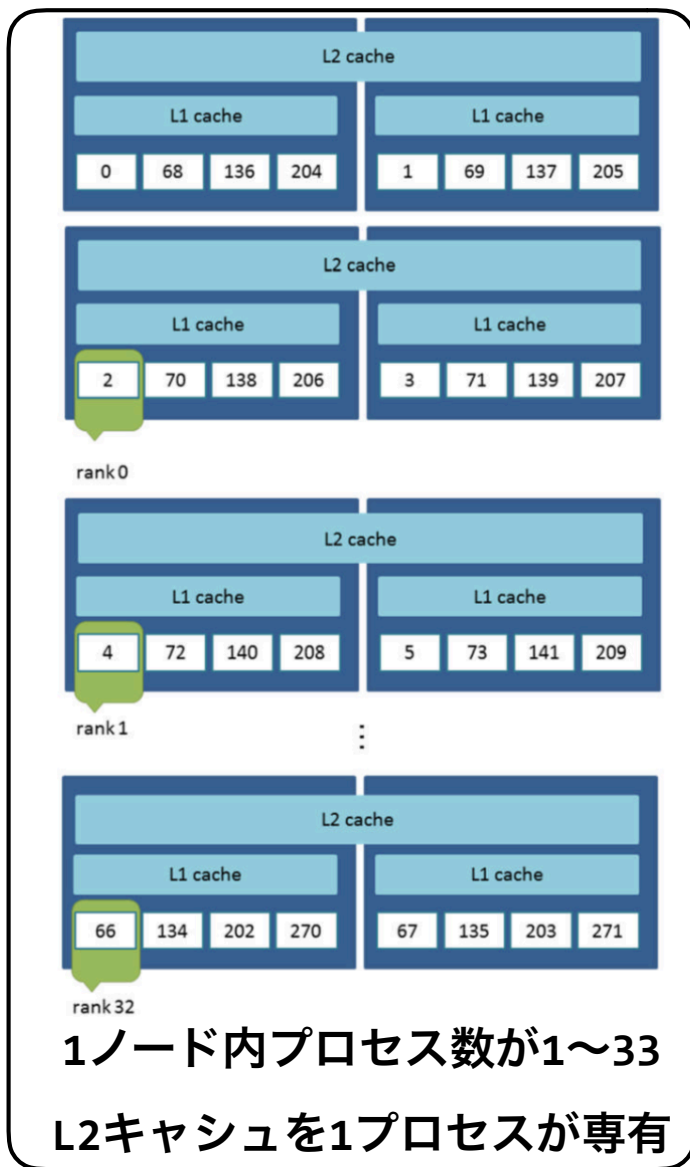 L2 cache
L1 cache L1 cache
0 68 136 204 1 69 137 205
L2 cache
L1 cache L1 cache
2 70 138 206 3 71 139 207
rank 0
L2 cache
L1 cache L1 cache
4 72 140 208 5 73 141 209
rank 1
⋮
L2 cache
L1 cache L1 cache
66 134 202 270 67 135 203 271
rank 32
1ノード内プロセス数が1〜33
L2キャシュを1プロセスが専有